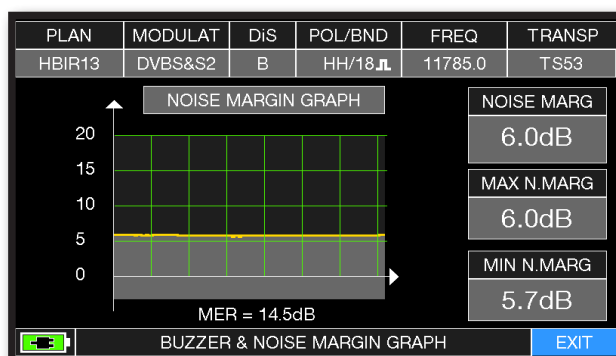 PLAN MODULAT DiS POL/BND FREQ TRANSP
HBIR13 DVBS&S2 B HH/18 11785.0 TS53
NOISE MARGIN GRAPH
20
15
10
5
0
MER = 14.5dB
NOISE MARG
6.0dB
MAX N.MARG
6.0dB
MIN N.MARG
5.7dB
BUZZER & NOISE MARGIN GRAPH EXIT